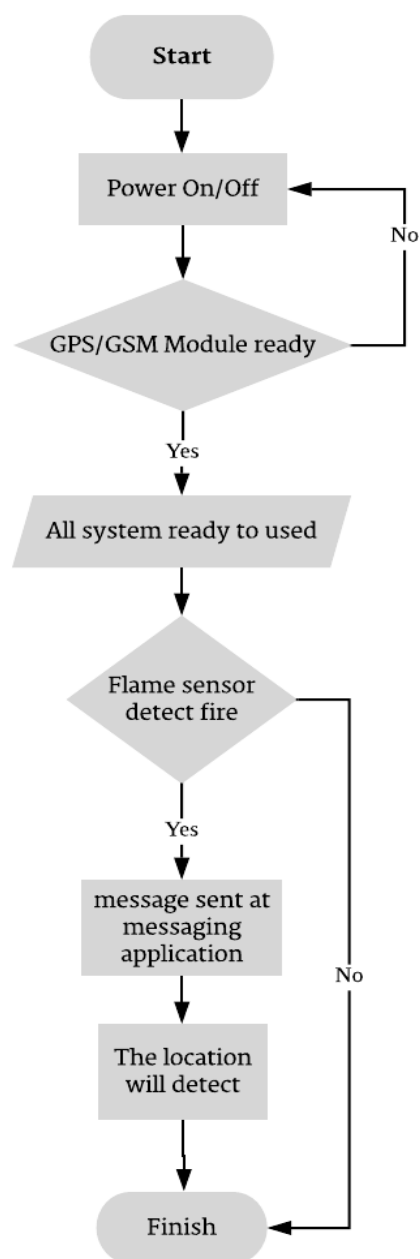 Start
Power On/Off
No
GPS/GSM Module ready
Yes
All system ready to used
Flame sensor
detect fire
Yes
message sent at
messaging
application
No
The location
will detect
Finish